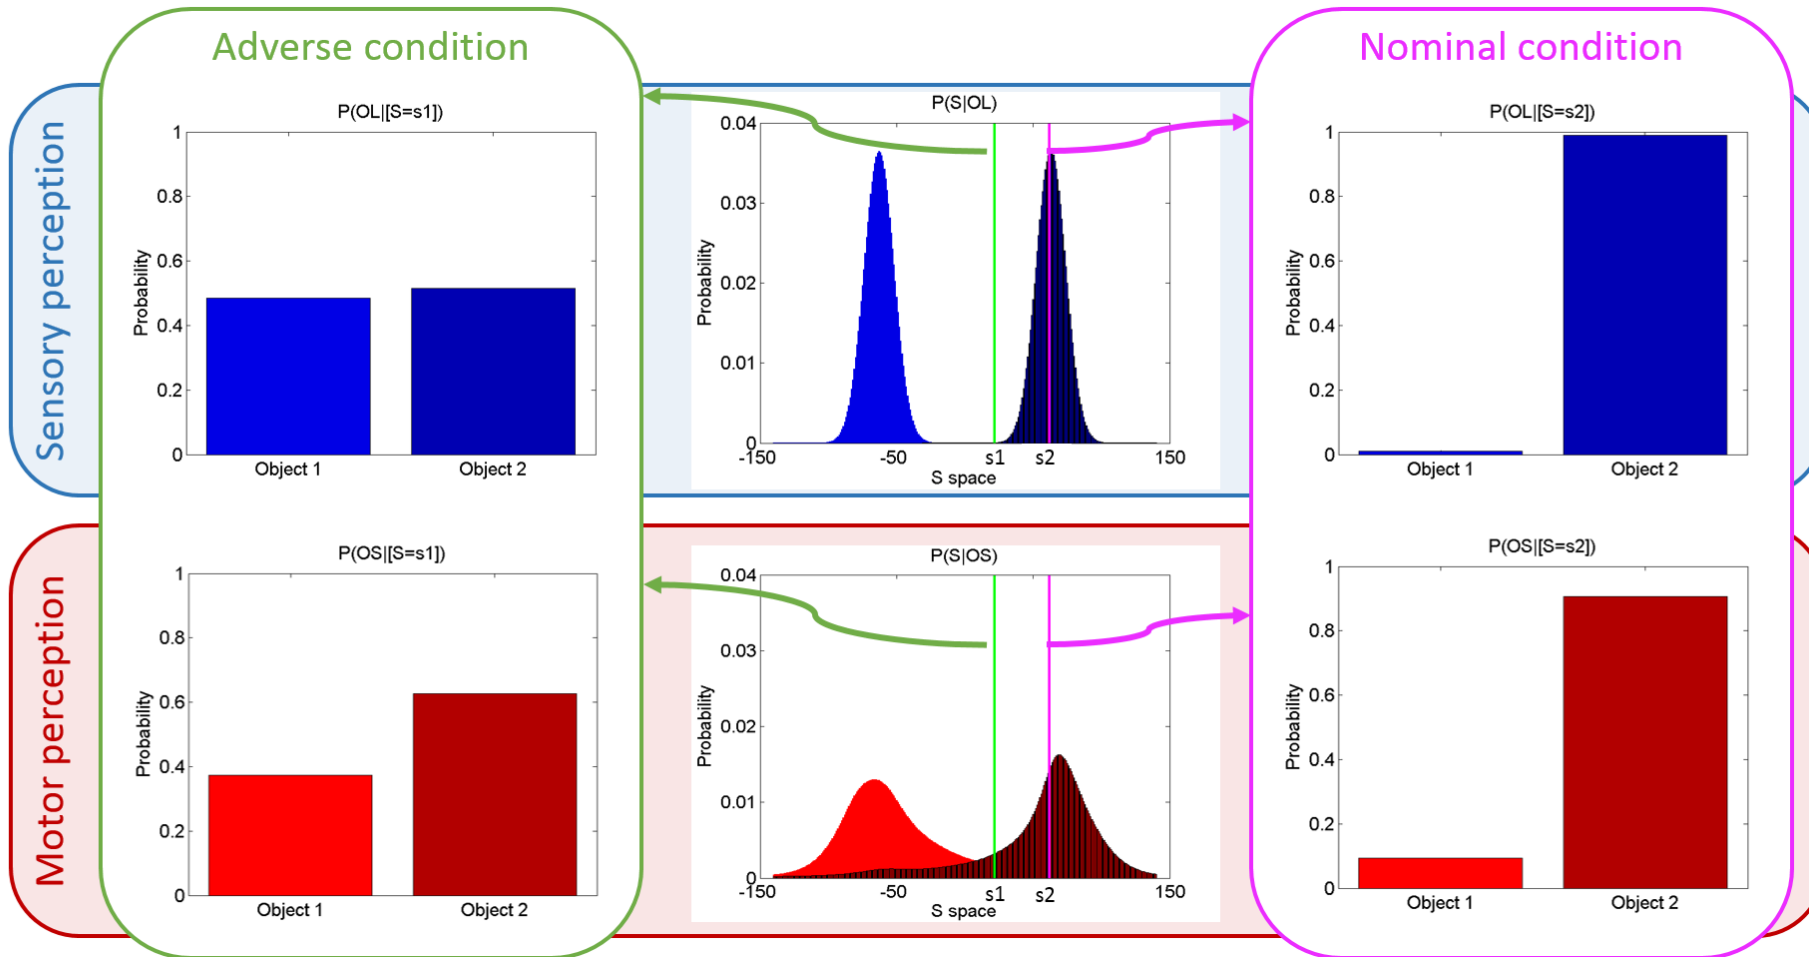 Adverse condition
Nominal condition
Sensory perception
P(OL|[S=s1])
1
0.8
0.6
0.4
0.2
0
Probability
Object 1
Object 2
P(S|OL)
0.04
0.03
0.02
0.01
0
Probability
-150
-50
s1
s2
150
S space
P(OL|[S=s2])
1
0.8
0.6
0.4
0.2
0
Probability
Object 1
Object 2
Motor perception
P(OS|[S=s1])
1
0.8
0.6
0.4
0.2
0
Probability
Object 1
Object 2
P(S|OS)
0.04
0.03
0.02
0.01
0
Probability
-150
-50
s1
s2
150
S space
P(OS|[S=s2])
1
0.8
0.6
0.4
0.2
0
Probability
Object 1
Object 2